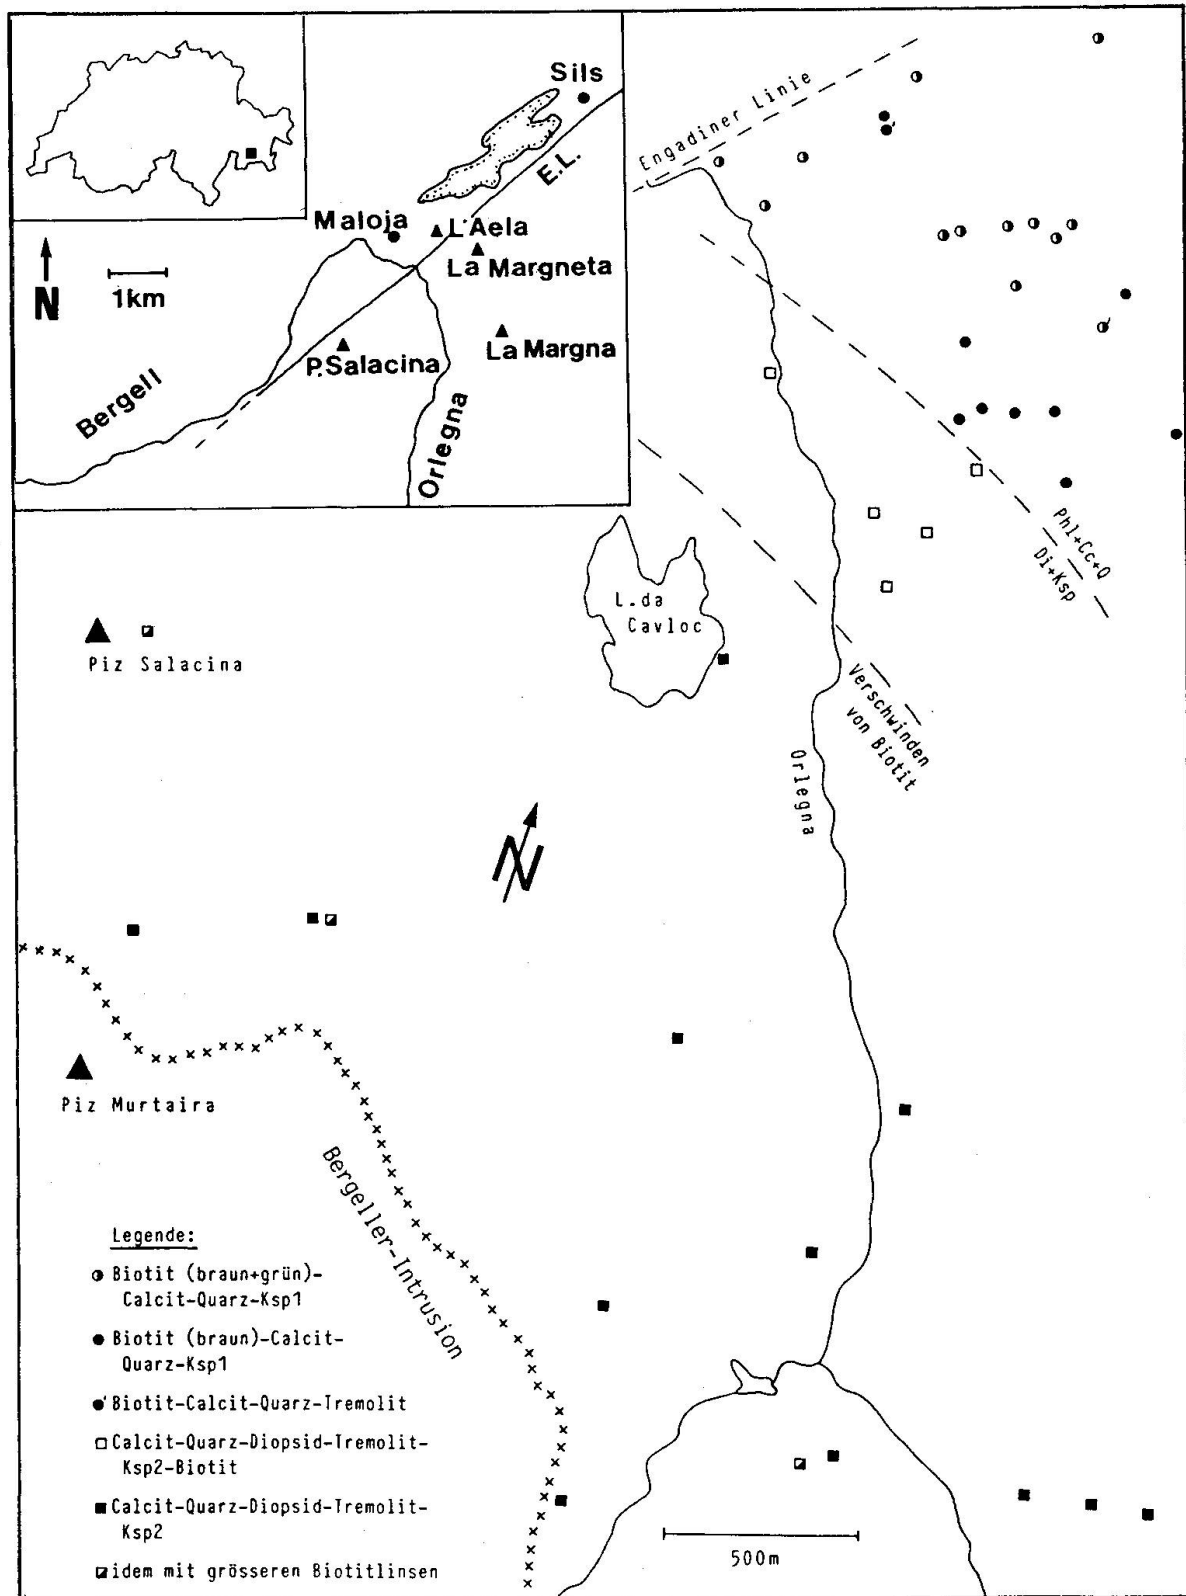 Sils
E.L.
Maloja
L'Aela
La Margneta
N
1km
P.Salacina
La Margna
Bergell
Orlegna
Engadiner Linie
Phl+Cc+Q
Di+Ksp
L.da
Cavloc
Piz Salacina
Verschwinden
von Biotit
Orlegna
N
Piz Murtaira
Bergeller-Intrusion
Legende:
Biotit (braun+grün)-
Calcit-Quarz-Ksp1
Biotit (braun)-Calcit-
Quarz-Ksp1
Biotit-Calcit-Quarz-Tremolit
Calcit-Quarz-Diopsid-Tremolit-
Ksp2-Biotit
Calcit-Quarz-Diopsid-Tremolit-
Ksp2
idem mit grösseren Biotitlinsen
500m